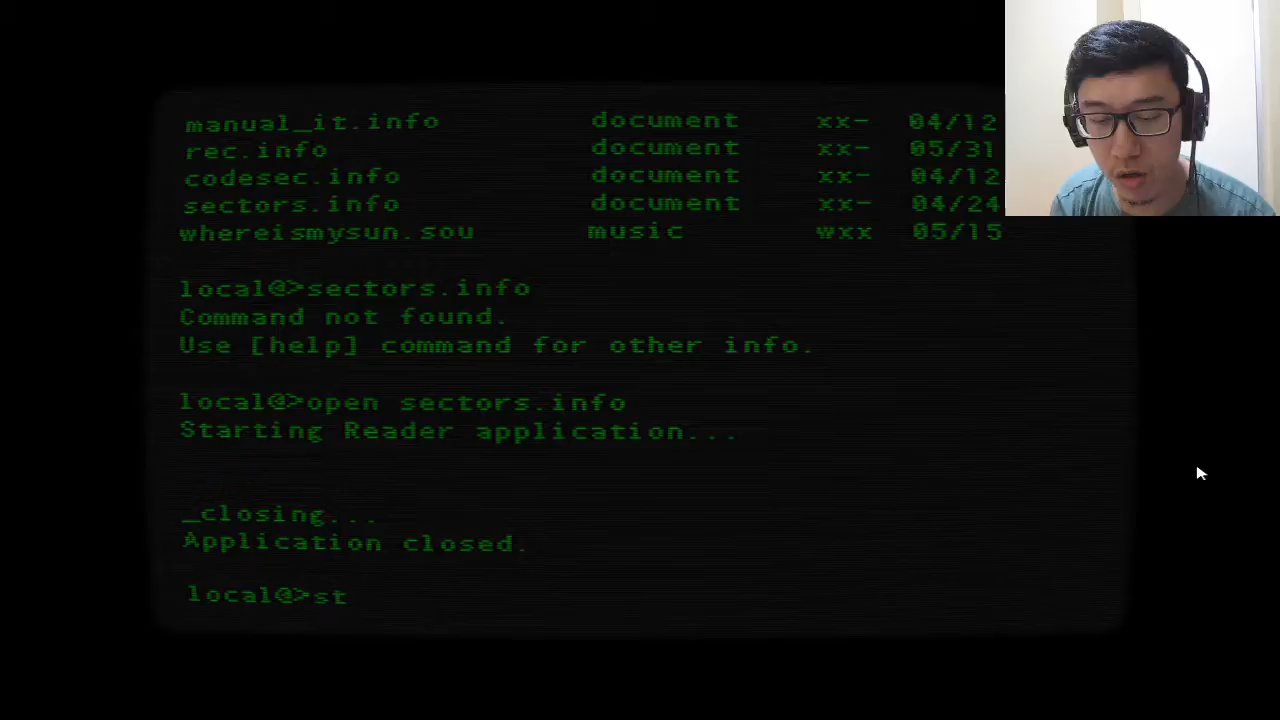 manual_it.info document xx- 04/12
rec.info document xx- 05/31
codesec.info document xx- 04/12
sectors.info document xx- 04/24
whereismysun.sou music wxx 05/15
local@>sectors.info
Command not found.
Use [help] command for other info.
local@>open sectors.info
Starting Reader application...
_closing...
Application closed.
local@>st